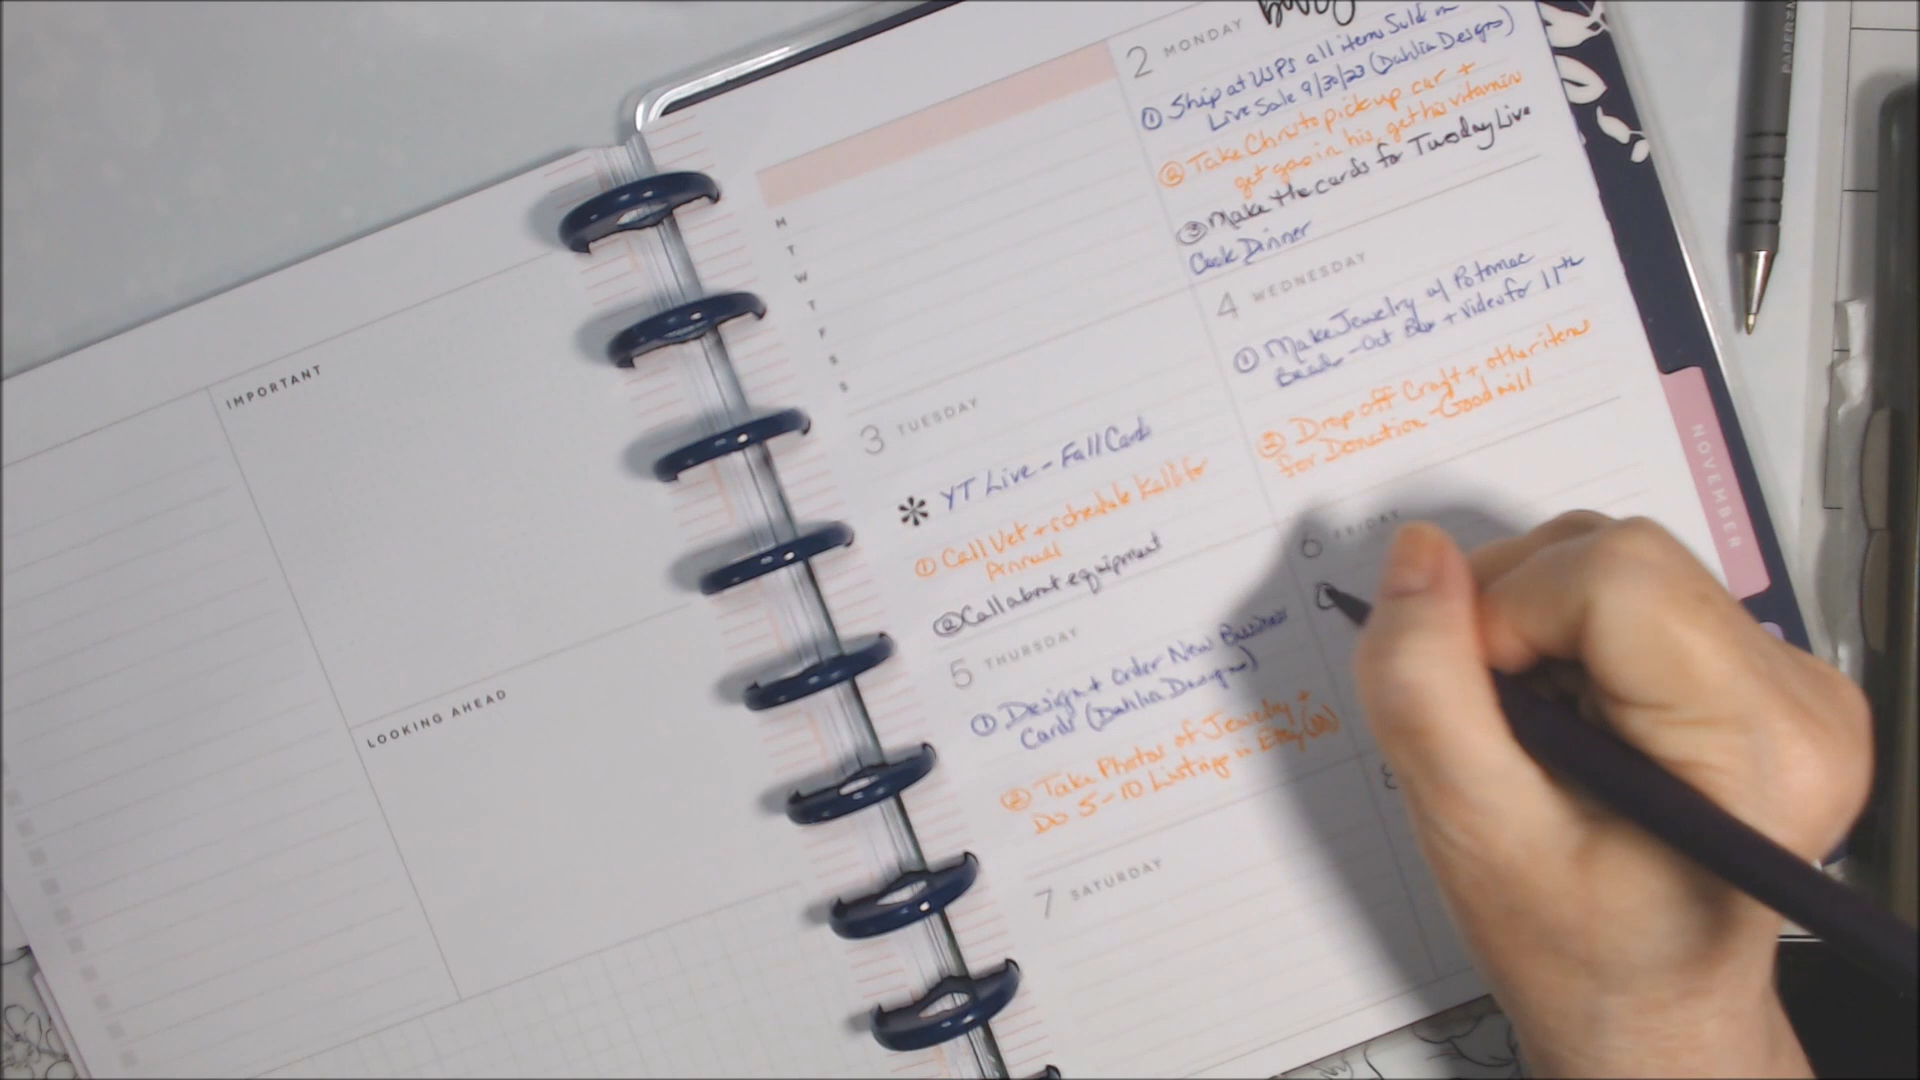 IMPORTANT
LOOKING AHEAD
M
T
W
T
F
S
S
2 MONDAY
busy
① Ship at USPS all items Sold in
Live Sale 9/30/23 (Dahlia Designs)
② Take Chris to pick up car +
get gas in his, get his vitamins
③ Make the cards for Tuesday Live
Cook Dinner
3 TUESDAY
* YT Live - Fall Cards
① Call Vet + schedule Kalli for
Annual
② Call about equipment
4 WEDNESDAY
① Make Jewelry w/ Potomac
Beads - Oct Box + Video for 11th
② Drop off Craft + other items
for Donation - Goodwill
5 THURSDAY
① Design + Order New Business
Cards (Dahlia Designs)
② Take Photos of Jewelry +
Do 5-10 Listings in Etsy
6 FRIDAY
7 SATURDAY
NOVEMBER